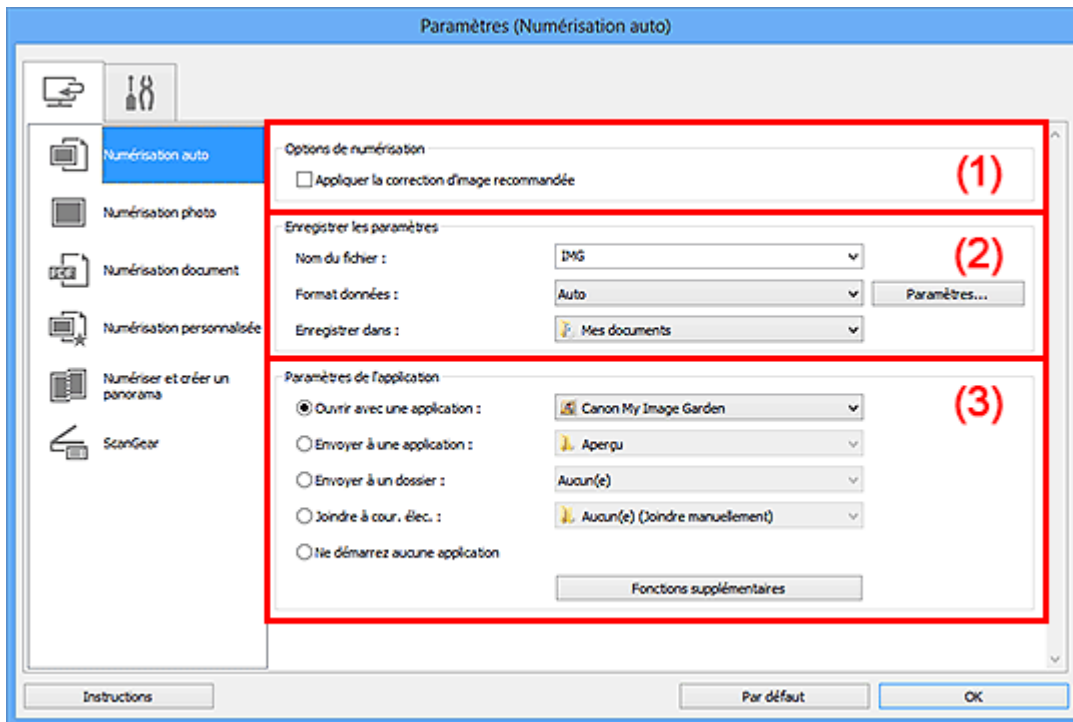 Paramètres (Numérisation auto)
Numérisation auto
Numérisation photo
Numérisation document
Numérisation personnalisée
Numériser et créer un
panorama
ScanGear
Options de numérisation
Appliquer la correction d'image recommandée
(1)
Enregistrer les paramètres
(2)
Nom du fichier : IMG
Format données : Auto Paramètres...
Enregistrer dans : Mes documents
Paramètres de l'application
(3)
Ouvrir avec une application : Canon My Image Garden
Envoyer à une application : Aperçu
Envoyer à un dossier : Aucun(e)
Joindre à cour. élec. : Aucun(e) (Joindre manuellement)
Ne démarrez aucune application
Fonctions supplémentaires
Instructions Par défaut OK